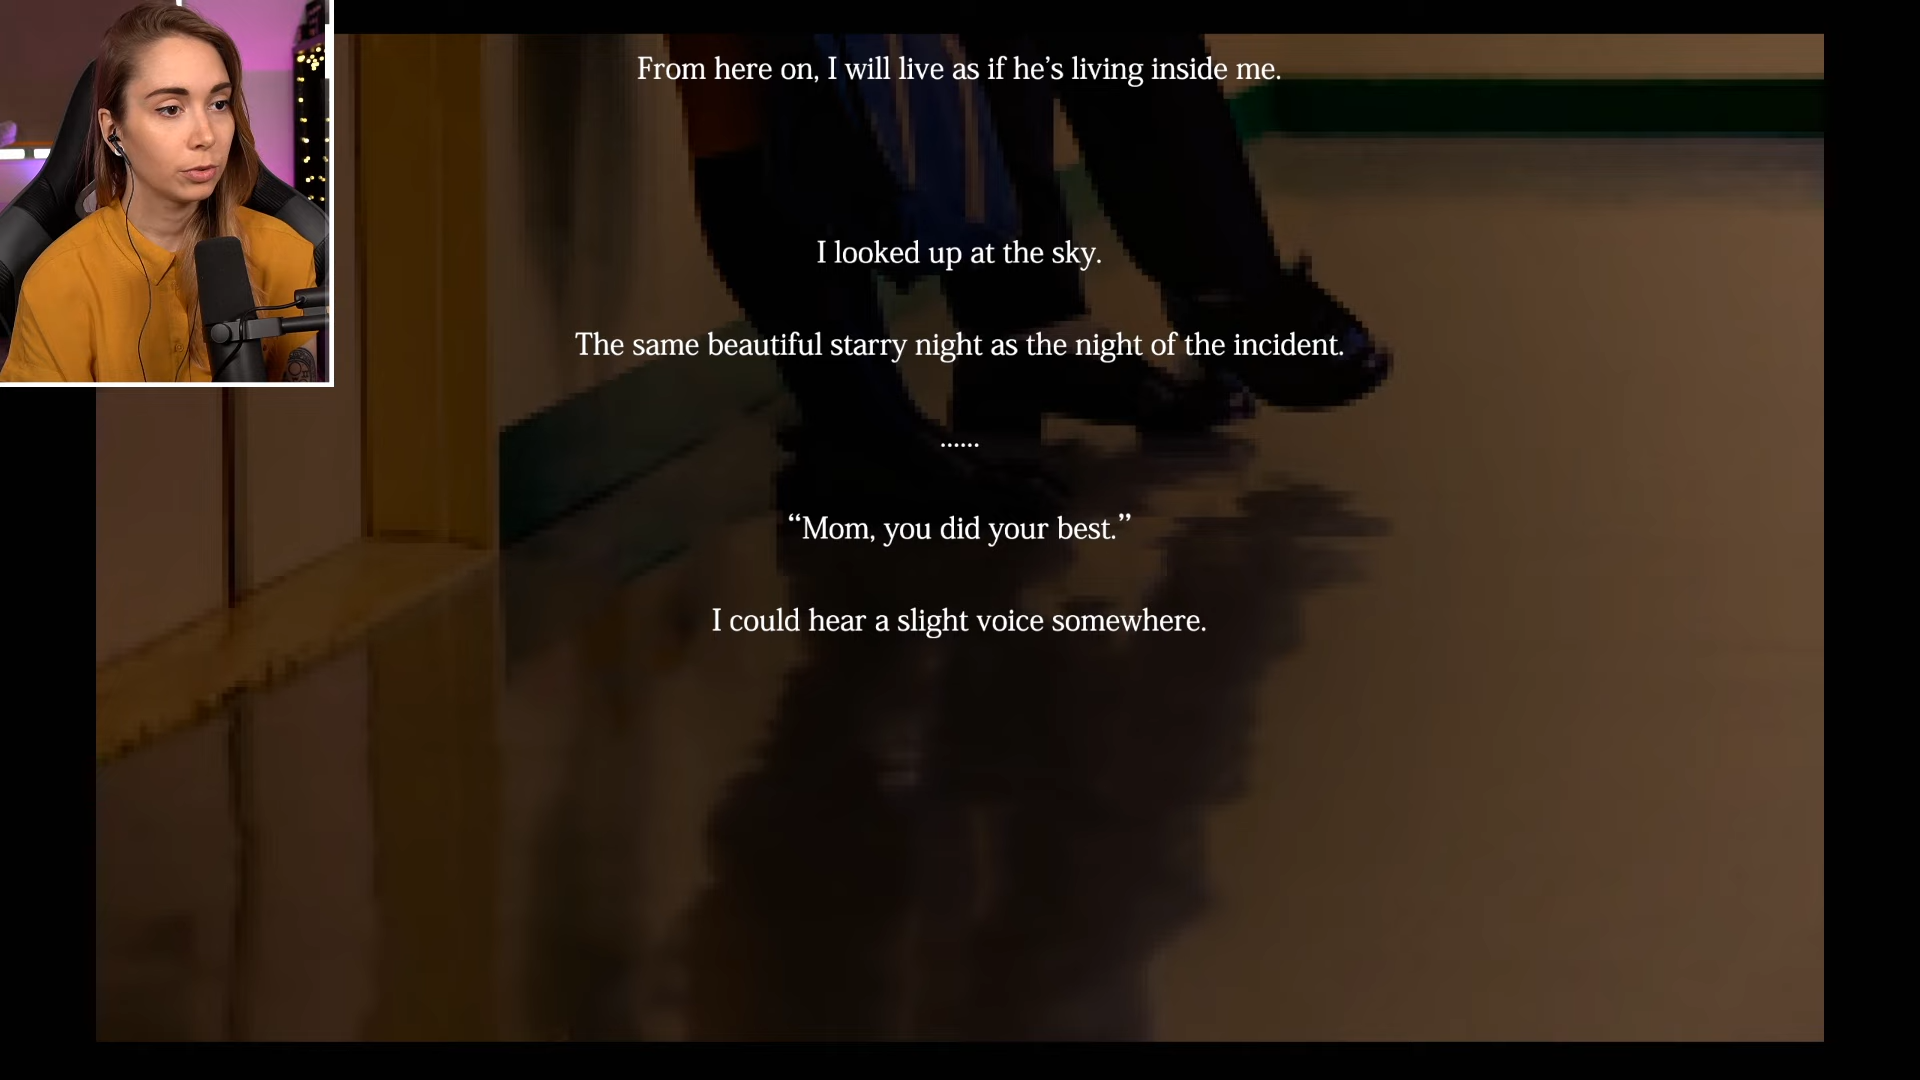 From here on, I will live as if he’s living inside me.
I looked up at the sky.
The same beautiful starry night as the night of the incident.
......
“Mom, you did your best.”
I could hear a slight voice somewhere.